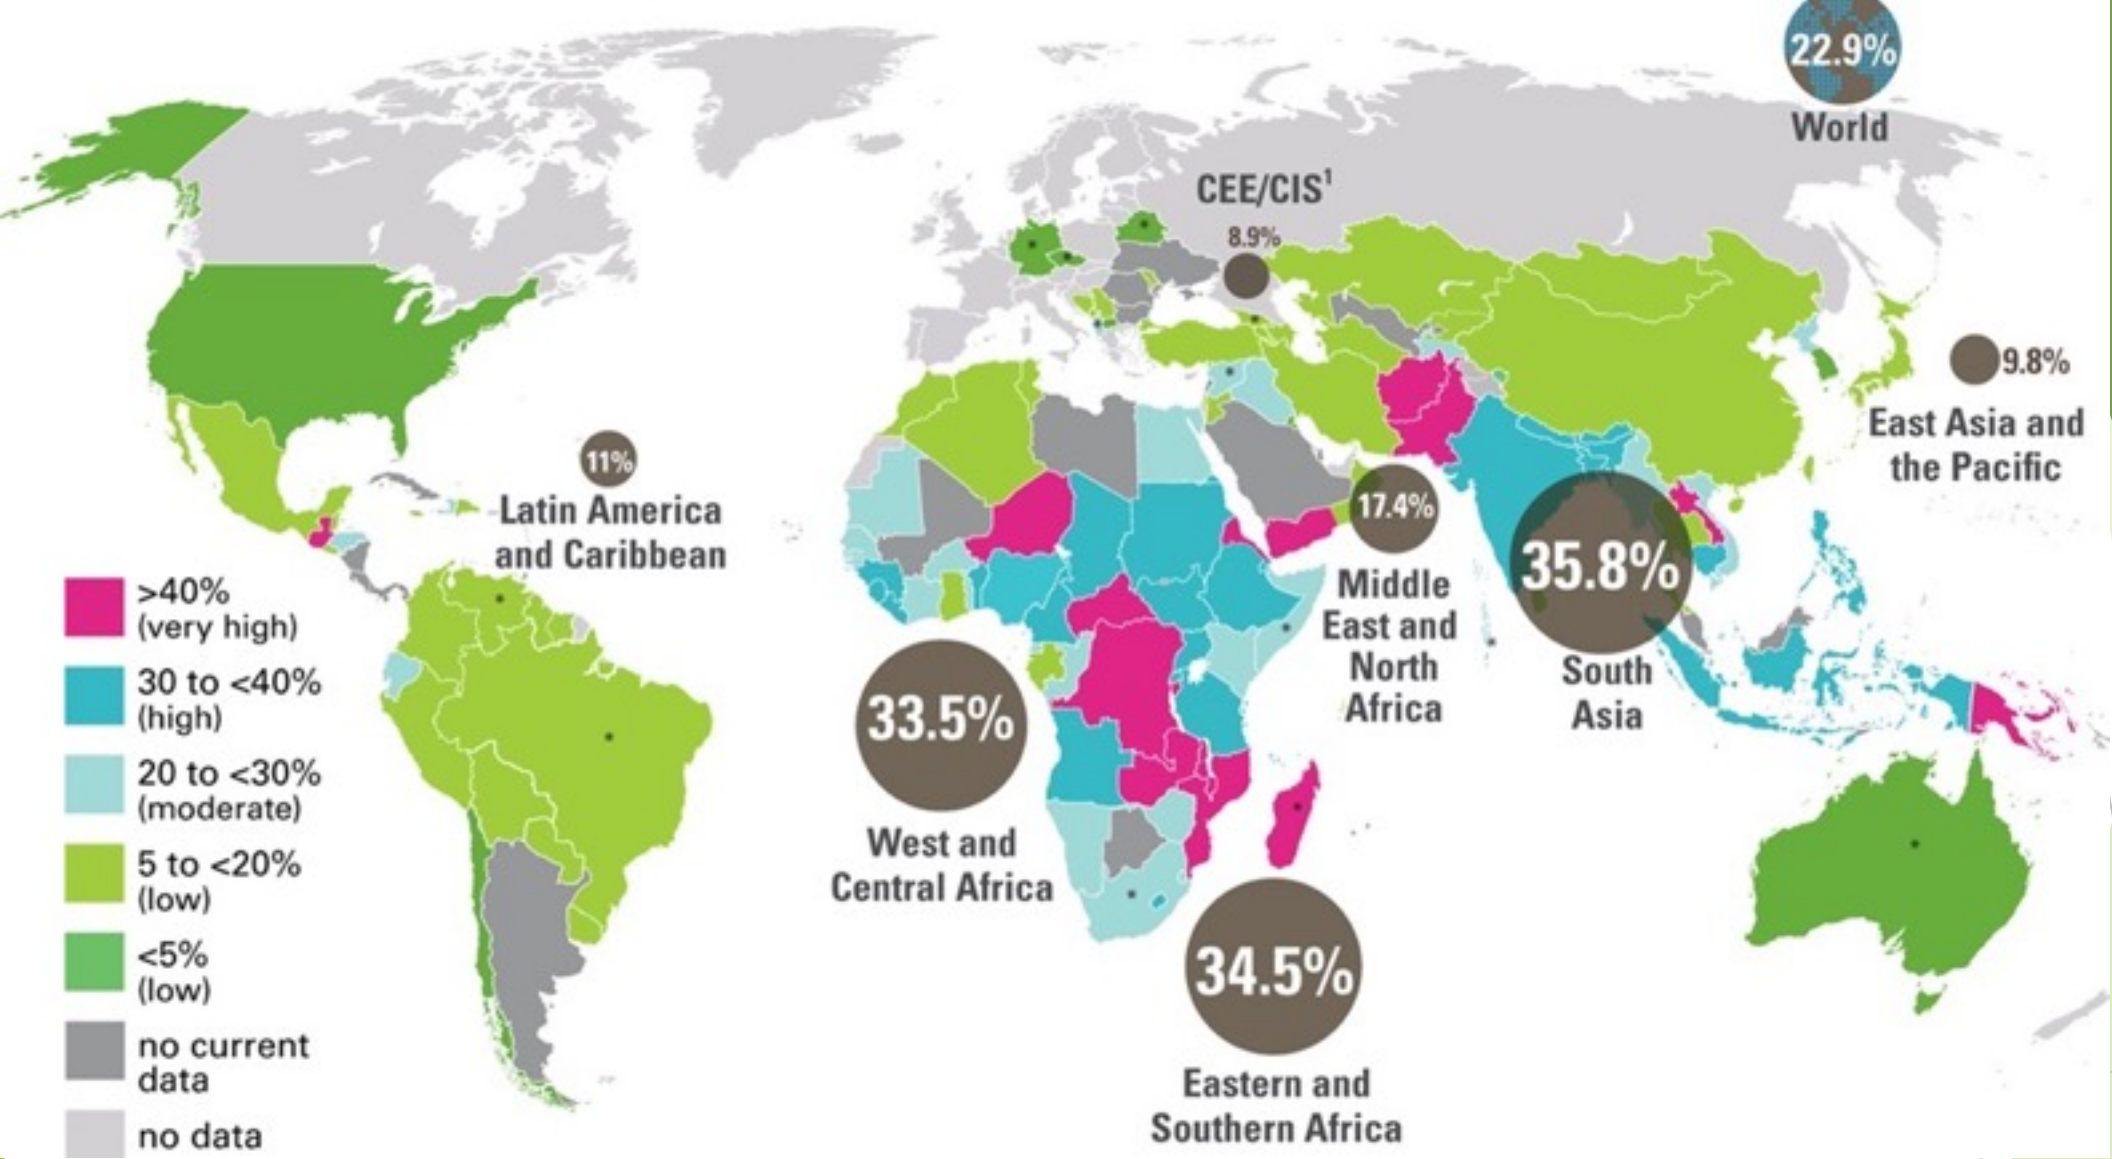 22.9%
World
CEE/CIS¹
8.9%
9.8%
East Asia and
the Pacific
11%
Latin America
and Caribbean
17.4%
Middle
East and
North
Africa
35.8%
South
Asia
33.5%
West and
Central Africa
34.5%
Eastern and
Southern Africa
>40%
(very high)
30 to <40%
(high)
20 to <30%
(moderate)
5 to <20%
(low)
<5%
(low)
no current
data
no data